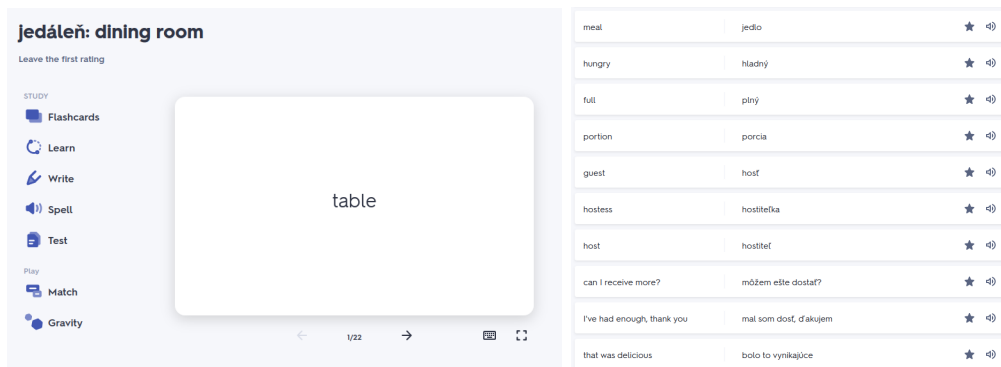 jedáleň: dining room
Leave the first rating
STUDY
Flashcards
Learn
Write
Spell
Test
Play
Match
Gravity
table
1/22
meal jedlo
hungry hladný
full plný
portion porcia
guest hosť
hostess hostiteľka
host hostiteľ
can I receive more? môžem ešte dostať?
I've had enough, thank you mal som dosť, ďakujem
that was delicious bolo to vynikajúce